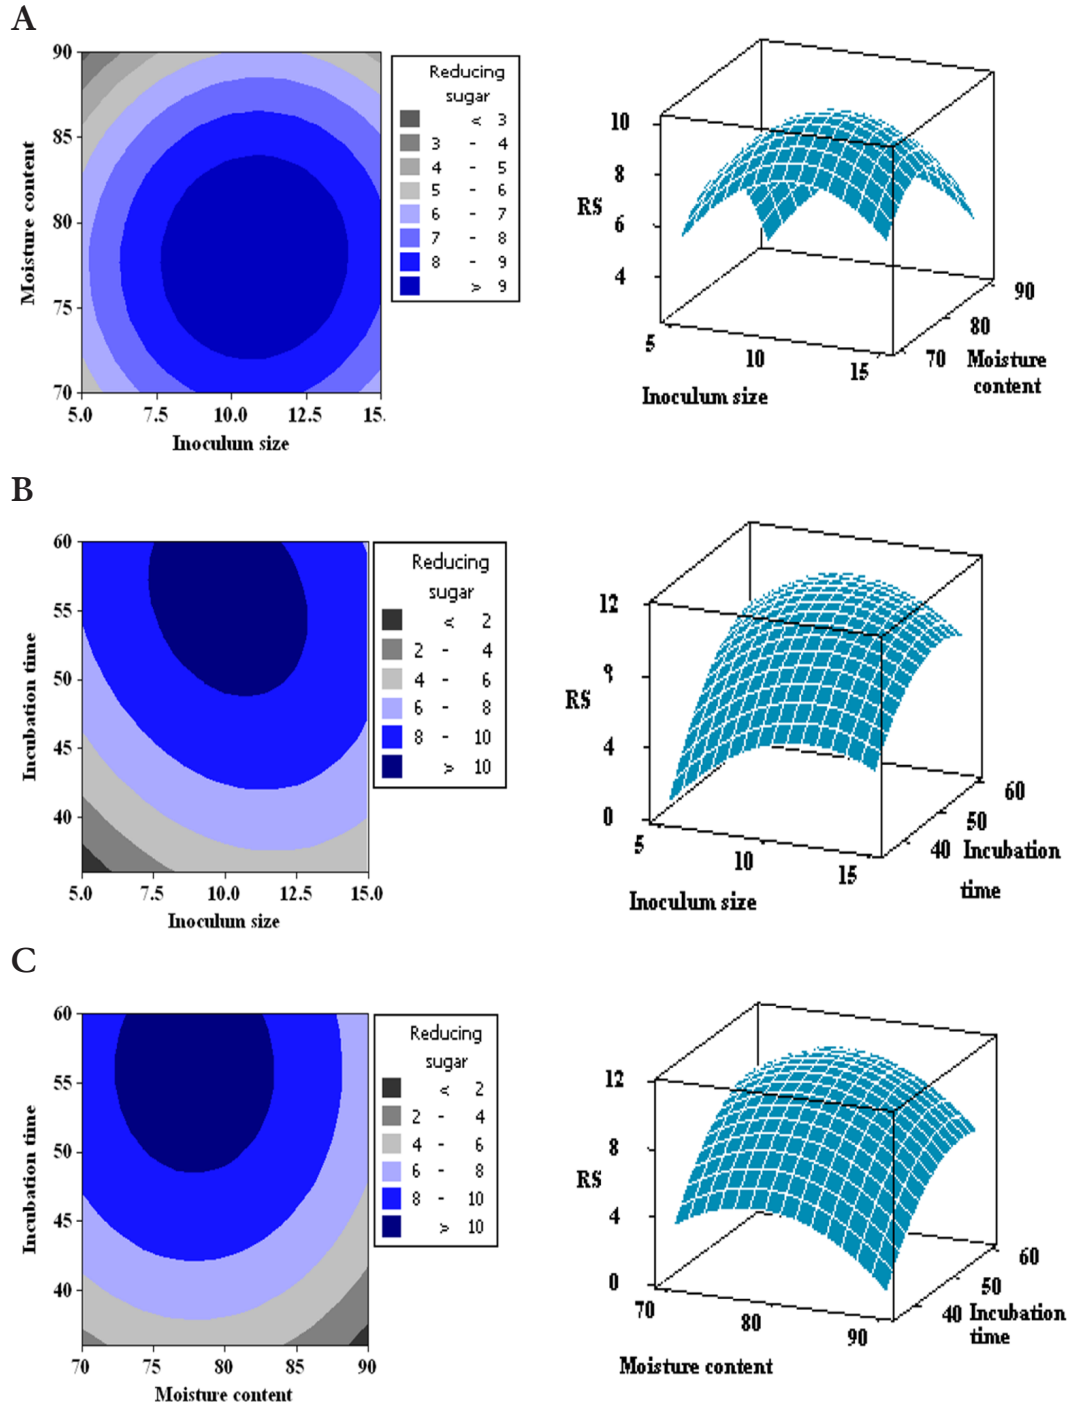 A
90
85
80
75
70
Moisture content
5.0 7.5 10.0 12.5 15.
Inoculum size
Reducing
sugar
< 3
3 - 4
4 - 5
5 - 6
6 - 7
7 - 8
8 - 9
> 9
10
8
6
4
RS
5 10 15
Inoculum size
70 80 90
Moisture
content
B
60
55
50
45
40
Incubation time
5.0 7.5 10.0 12.5 15.0
Inoculum size
Reducing
sugar
< 2
2 - 4
4 - 6
6 - 8
8 - 10
> 10
12
4
0
RS
5 10 15
Inoculum size
40 50 60
Incubation
time
C
60
55
50
45
40
Incubation time
70 75 80 85 90
Moisture content
Reducing
sugar
< 2
2 - 4
4 - 6
6 - 8
8 - 10
> 10
12
8
4
0
RS
70 80 90
Moisture content
40 50 60
Incubation
time